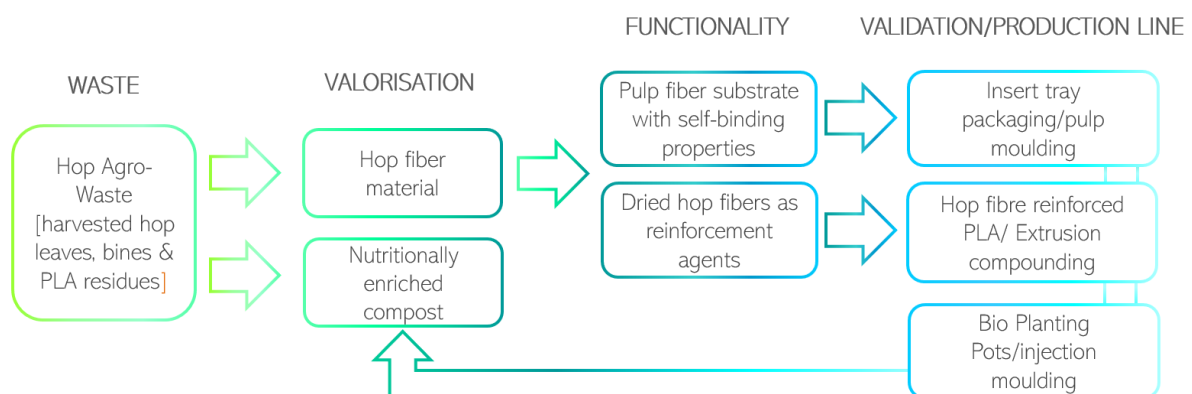 FUNCTIONALITY
VALIDATION/PRODUCTION LINE
WASTE
VALORISATION
Hop Agro-
Waste
[harvested hop
leaves, bines &
PLA residues]
Hop fiber
material
Nutritionally
enriched
compost
Pulp fiber substrate
with self-binding
properties
Dried hop fibers as
reinforcement
agents
Insert tray
packaging/pulp
moulding
Hop fibre reinforced
PLA/ Extrusion
compounding
Bio Planting
Pots/injection
moulding